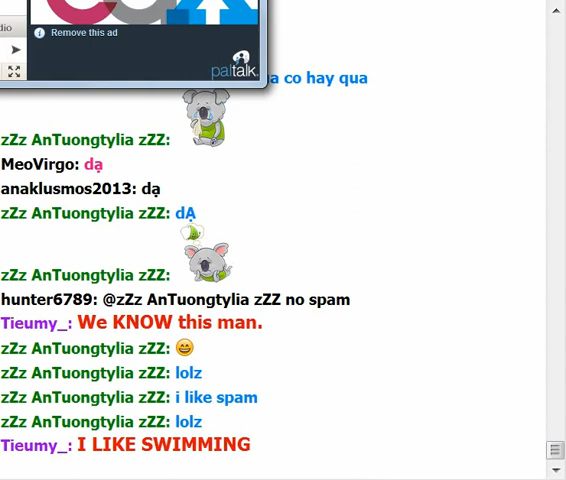 dio
Remove this ad
paltalk.
ga co hay qua
zZz AnTuongtylia zZZ:
MeoVirgo: dạ
anaklusmos2013: dạ
zZz AnTuongtylia zZZ: dẠ
zZz AnTuongtylia zZZ:
hunter6789: @zZz AnTuongtylia zZZ no spam
Tieumy_: We KNOW this man.
zZz AnTuongtylia zZZ: 😄
zZz AnTuongtylia zZZ: lolz
zZz AnTuongtylia zZZ: i like spam
zZz AnTuongtylia zZZ: lolz
Tieumy_: I LIKE SWIMMING